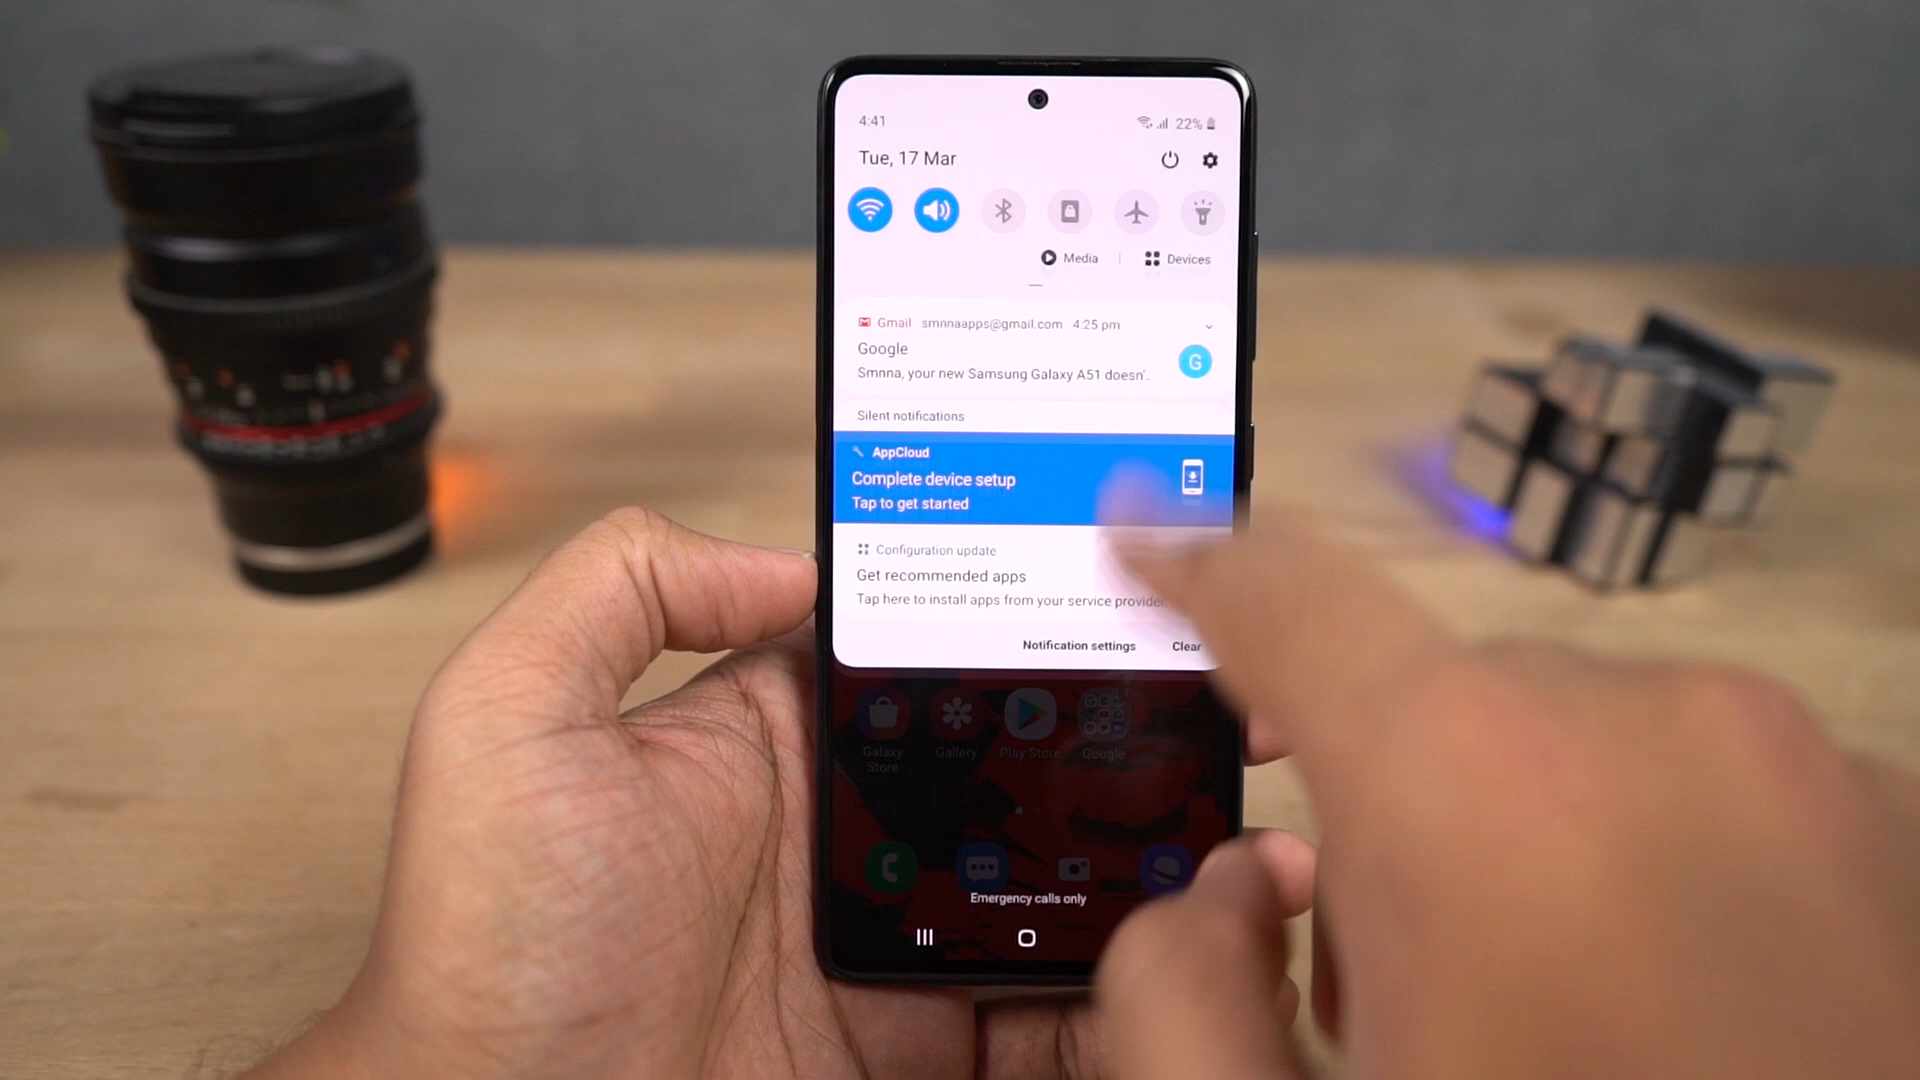 4:41
22%
Tue, 17 Mar
Media
Devices
Gmail smnnaapps@gmail.com 4:25 pm
Google
G
Smnna, your new Samsung Galaxy A51 doesn'...
Silent notifications
AppCloud
Complete device setup
Tap to get started
Configuration update
Get recommended apps
Tap here to install apps from your service provider.
Notification settings
Clear
Galaxy Store
Gallery
Play Store
Google
Emergency calls only